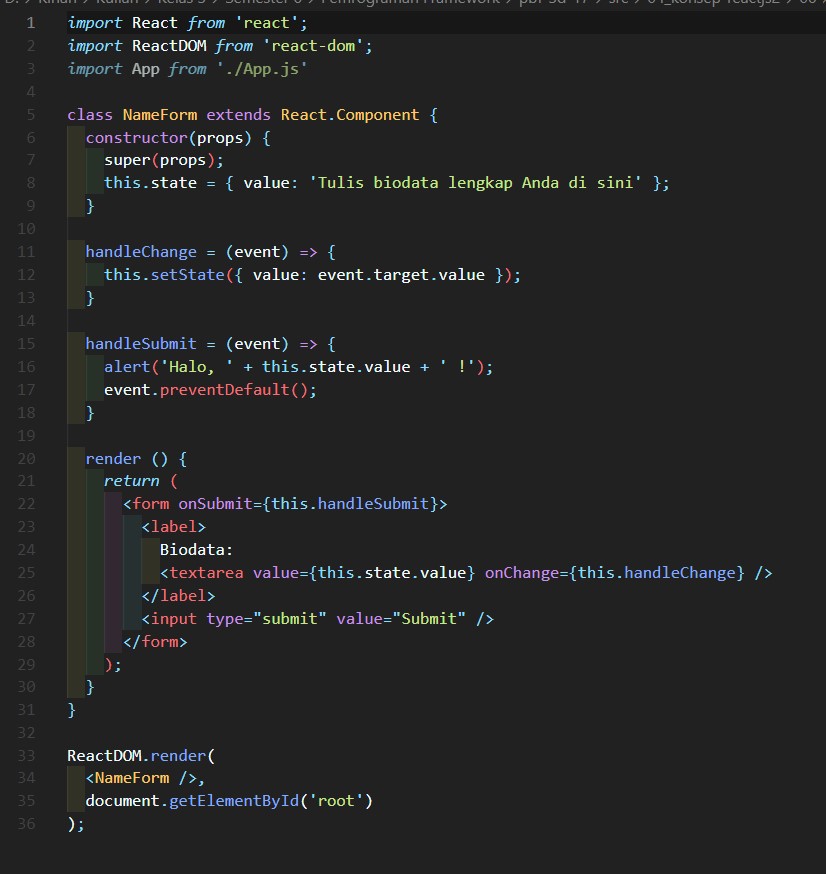 D: > Kinan > Kuliah > Kelas 3 > Semester 6 > Pemrograman Framework > pbf-3d-17 > src > 01_konsep-reactjs2 >
1 import React from 'react';
2 import ReactDOM from 'react-dom';
3 import App from './App.js'
4
5 class NameForm extends React.Component {
6   constructor(props) {
7     super(props);
8     this.state = { value: 'Tulis biodata lengkap Anda di sini' };
9   }
10
11   handleChange = (event) => {
12     this.setState({ value: event.target.value });
13   }
14
15   handleSubmit = (event) => {
16     alert('Halo, ' + this.state.value + ' !');
17     event.preventDefault();
18   }
19
20   render () {
21     return (
22       <form onSubmit={this.handleSubmit}>
23         <label>
24           Biodata:
25           <textarea value={this.state.value} onChange={this.handleChange} />
26         </label>
27         <input type="submit" value="Submit" />
28       </form>
29     );
30   }
31 }
32
33 ReactDOM.render(
34   <NameForm />,
35   document.getElementById('root')
36 );